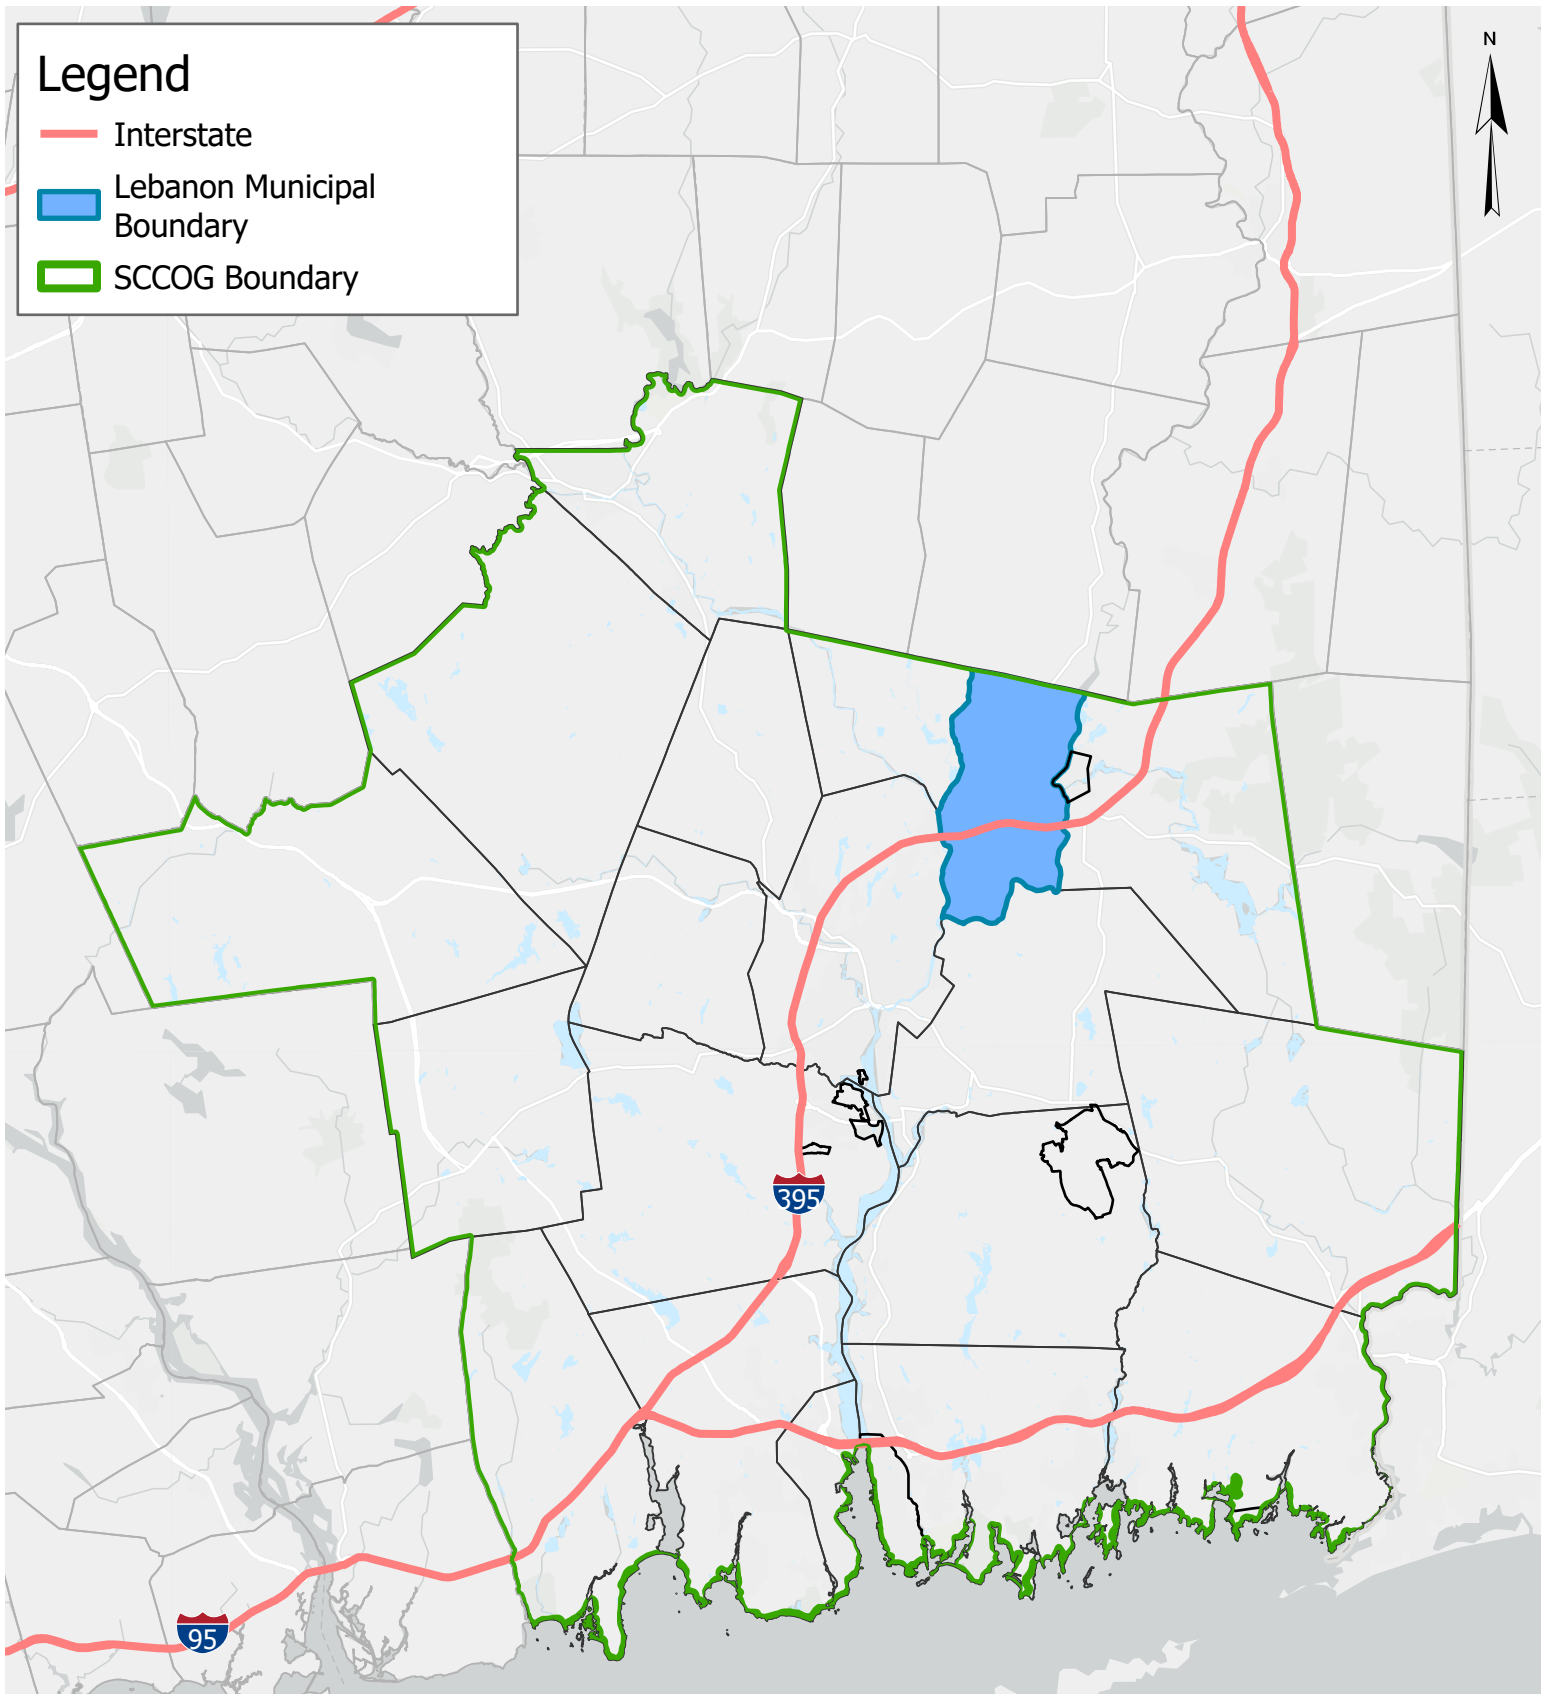 Legend
Interstate
Lebanon Municipal
Boundary
SCCOG Boundary
N
395
95